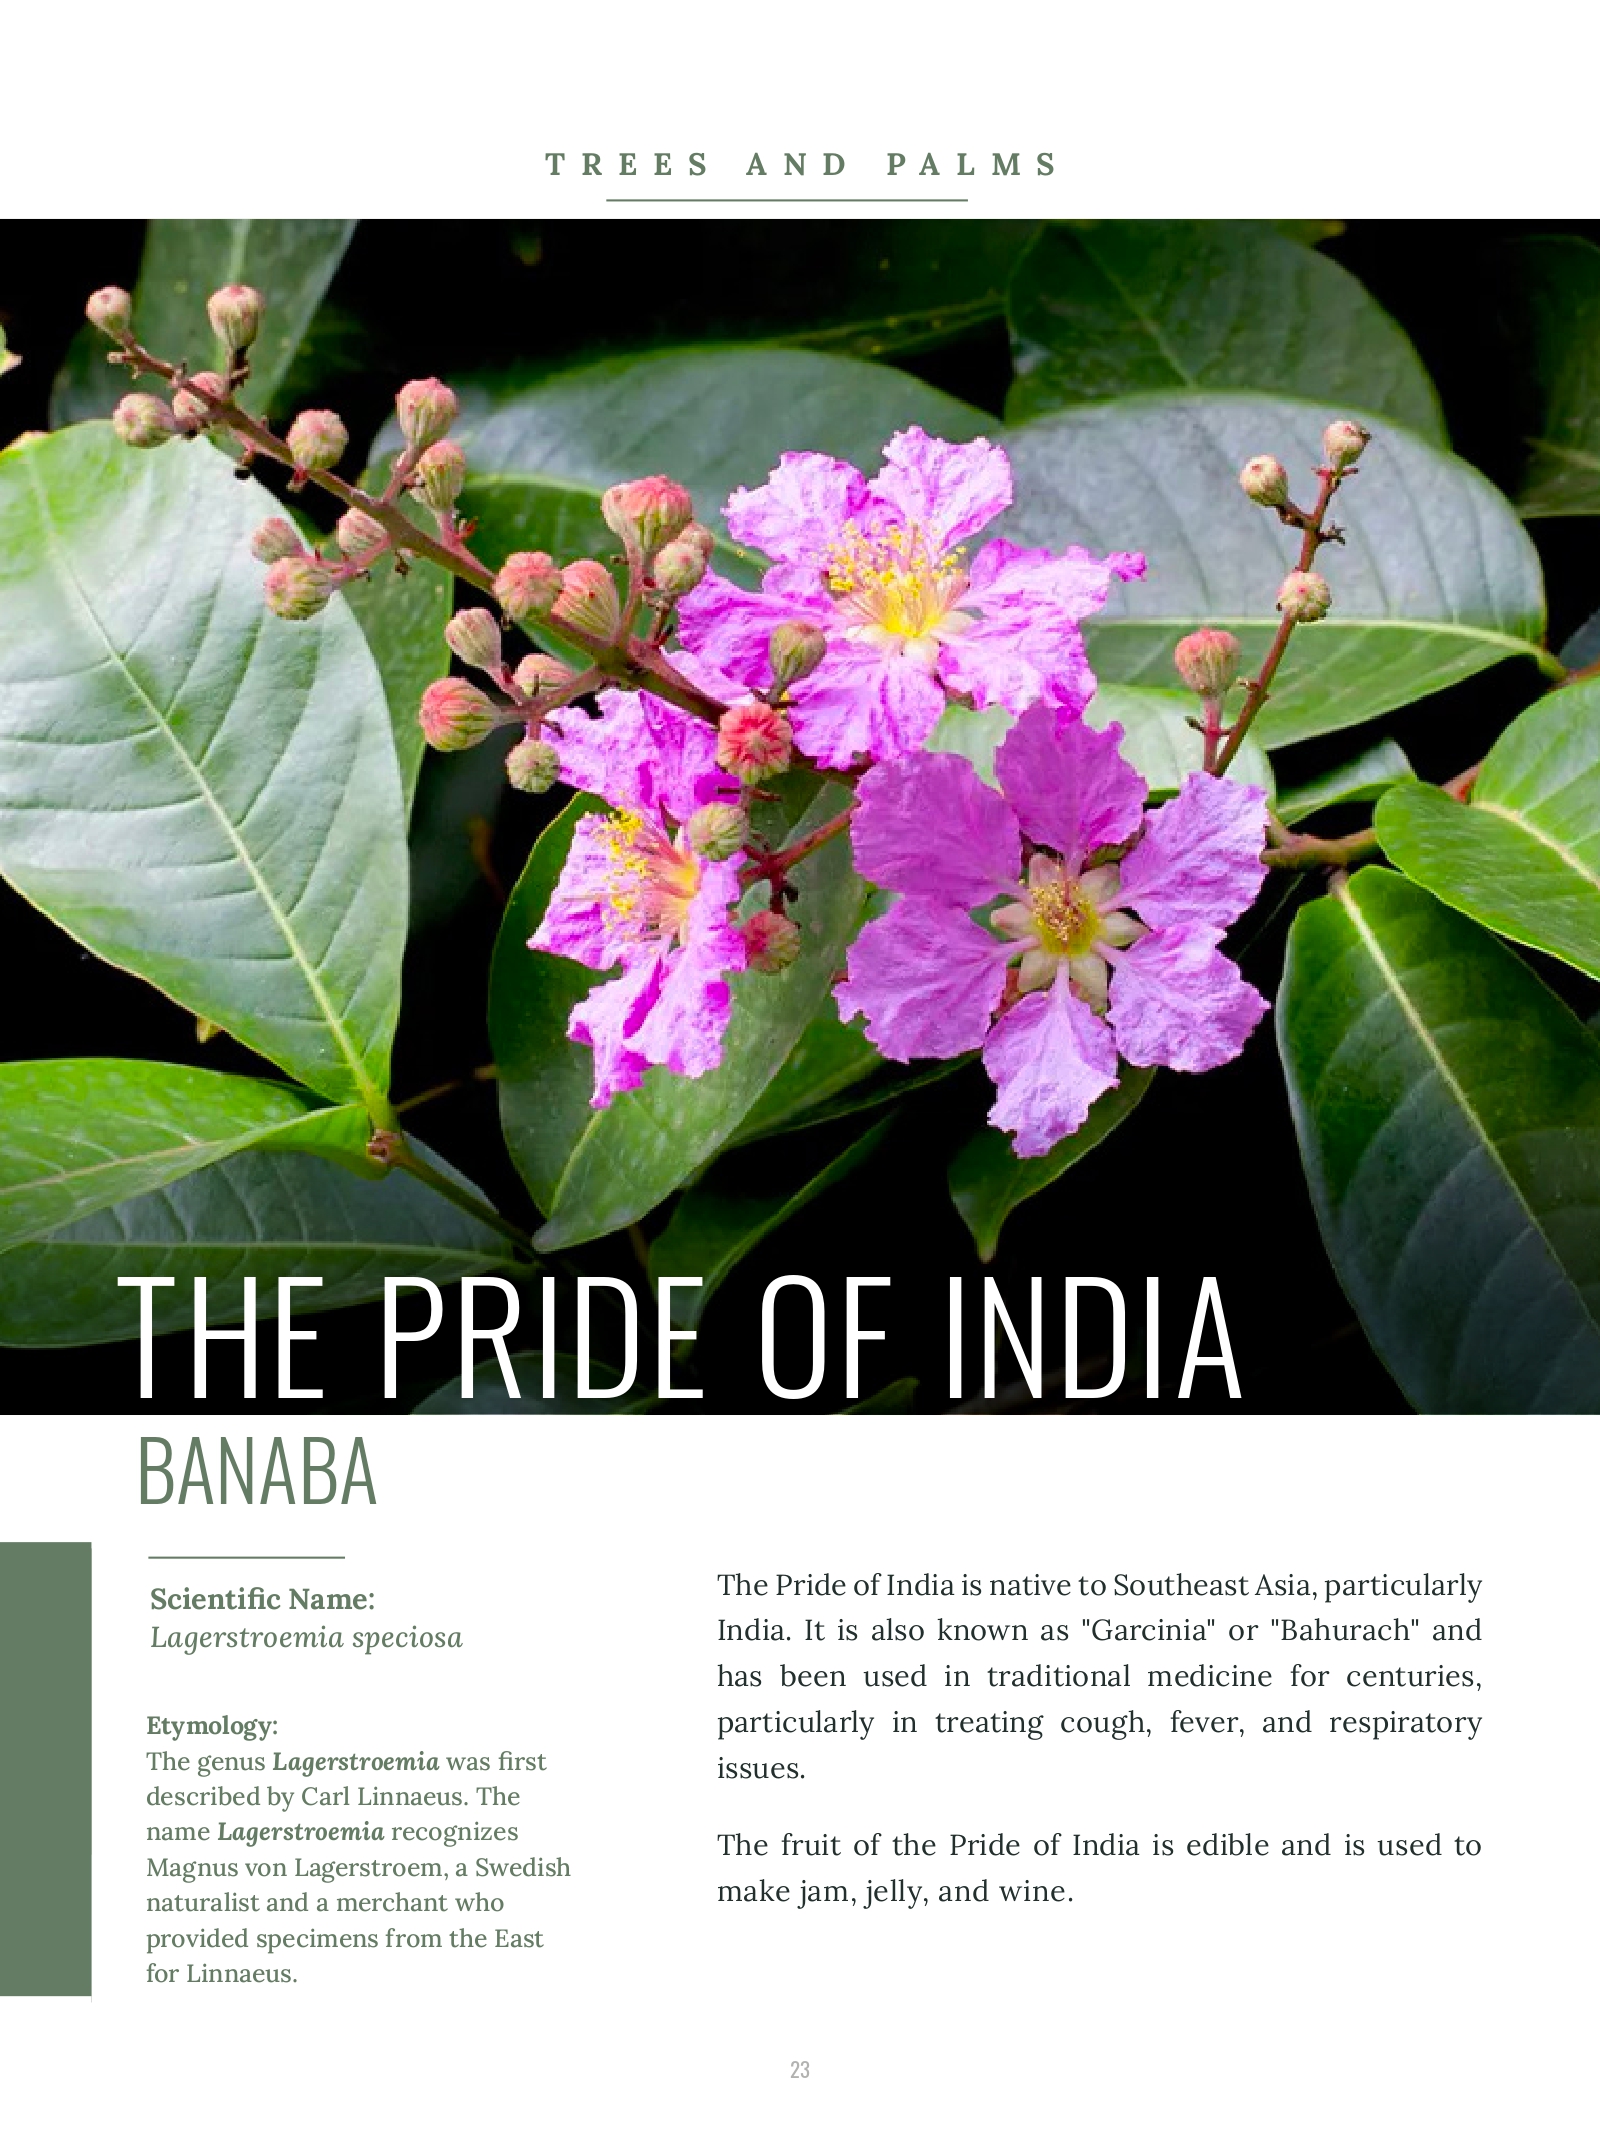 TREES AND PALMS
THE PRIDE OF INDIA
BANABA
Scientific Name:
Lagerstroemia speciosa
Etymology:
The genus Lagerstroemia was first
described by Carl Linnaeus. The
name Lagerstroemia recognizes
Magnus von Lagerstroem, a Swedish
naturalist and a merchant who
provided specimens from the East
for Linnaeus.
The Pride of India is native to Southeast Asia, particularly
India. It is also known as "Garcinia" or "Bahurach" and
has been used in traditional medicine for centuries,
particularly in treating cough, fever, and respiratory
issues.
The fruit of the Pride of India is edible and is used to
make jam, jelly, and wine.
23